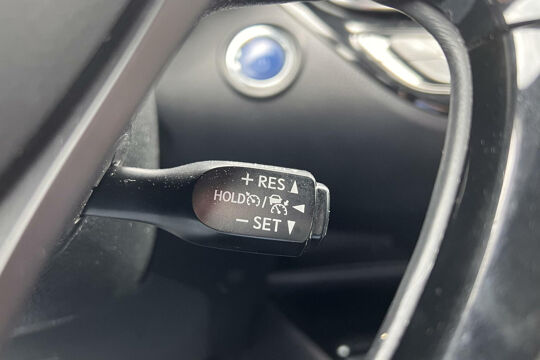 + RES ▲
HOLD / ◀
− SET ▼